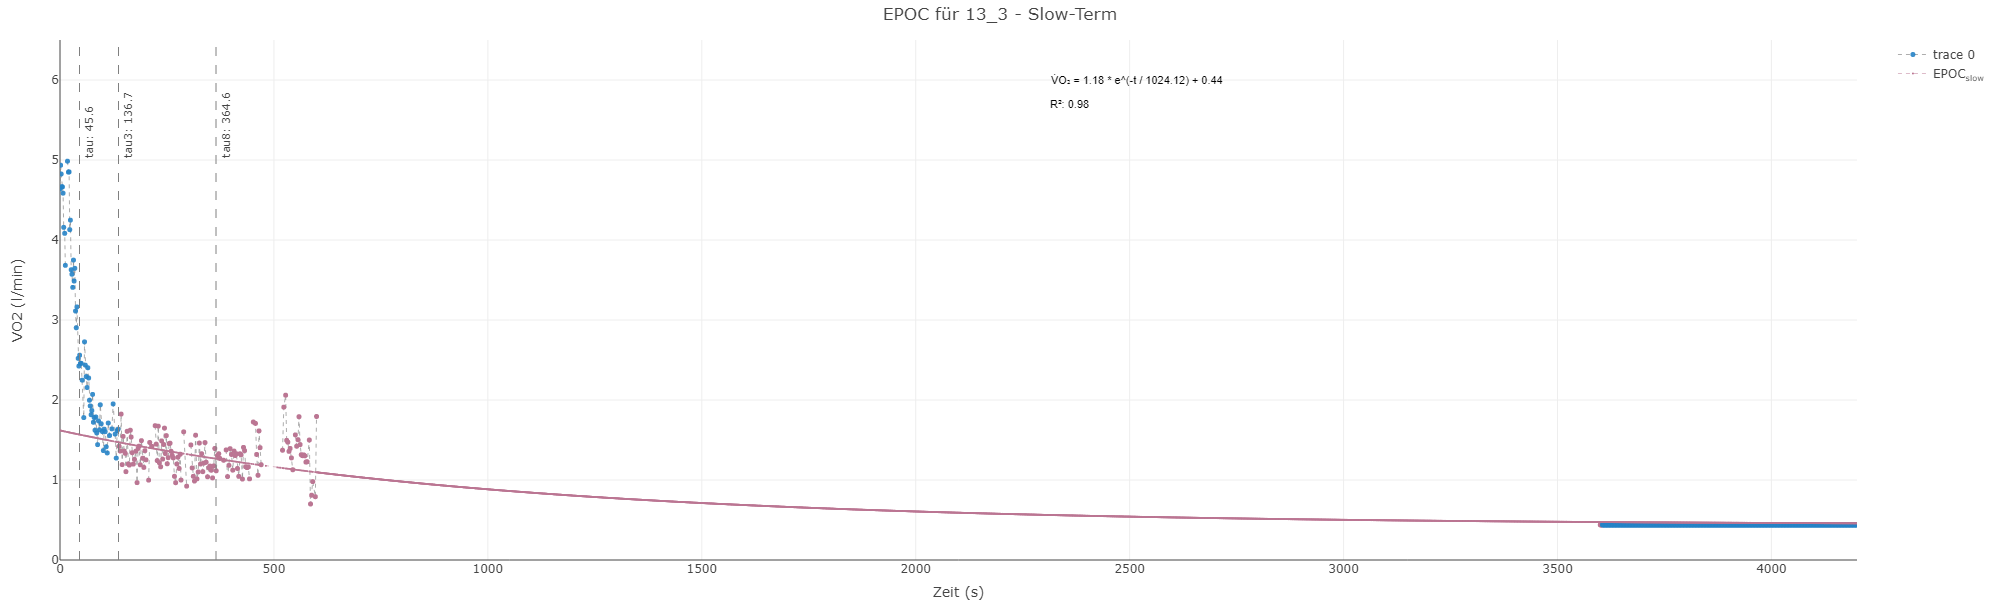 EPOC für 13_3 - Slow-Term
trace 0
EPOCslow
V̇O₂ = 1.18 * e^(-t / 1024.12) + 0.44
R²: 0.98
tau: 45.6
tau3: 136.7
tau8: 364.6
VO2 (l/min)
6
5
4
3
2
1
0
0 500 1000 1500 2000 2500 3000 3500 4000
Zeit (s)